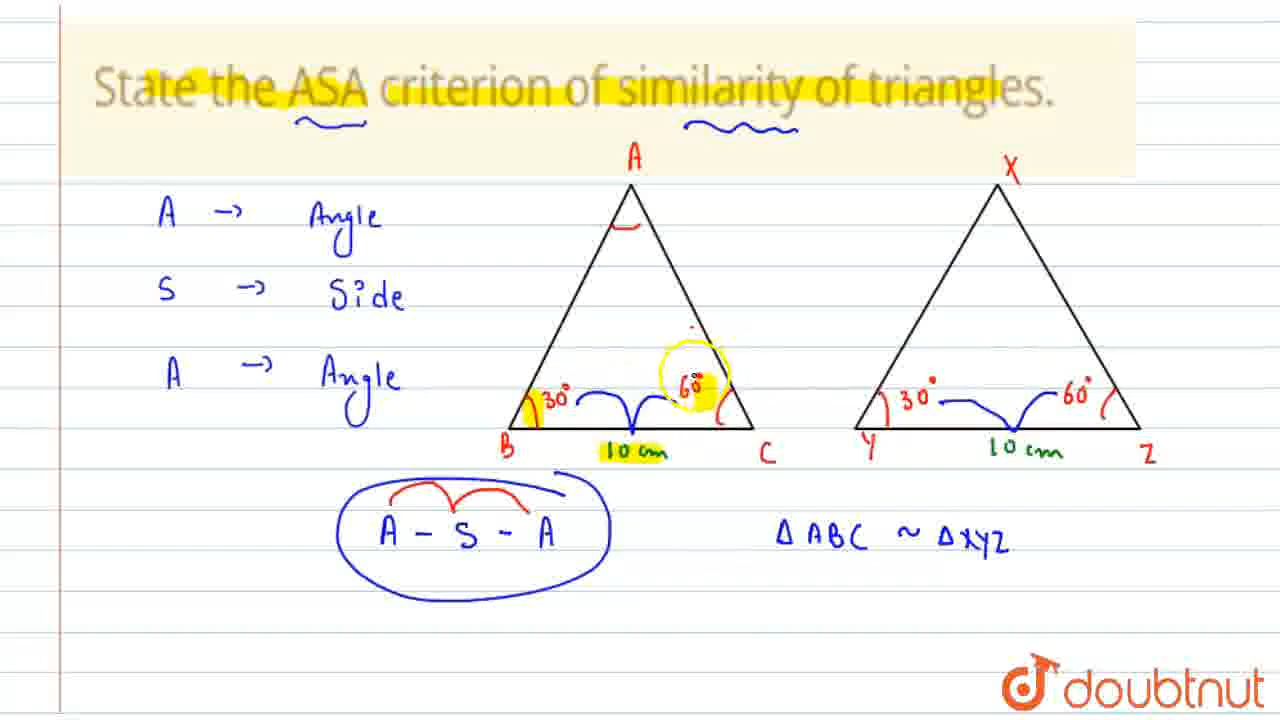 State the ASA criterion of similarity of triangles.
A → Angle
S → Side
A → Angle
A
B
C
30°
60°
10 cm
X
Y
Z
30°
60°
10 cm
A - S - A
Δ ABC ~ Δ XYZ
doubtnut